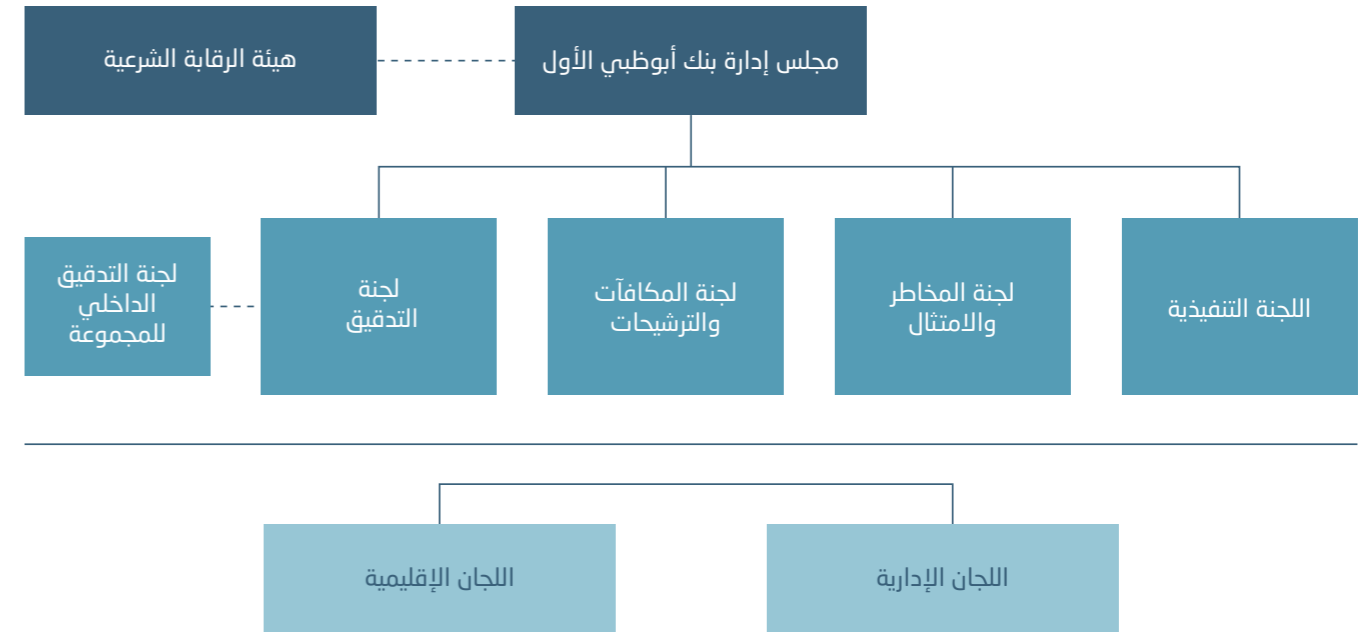 مجلس إدارة بنك أبوظبي الأول
هيئة الرقابة الشرعية
اللجنة التنفيذية
لجنة المخاطر
والامتثال
لجنة المكافآت
والترشيحات
لجنة
التدقيق
لجنة التدقيق
الداخلي
للمجموعة
اللجان الإدارية
اللجان الإقليمية